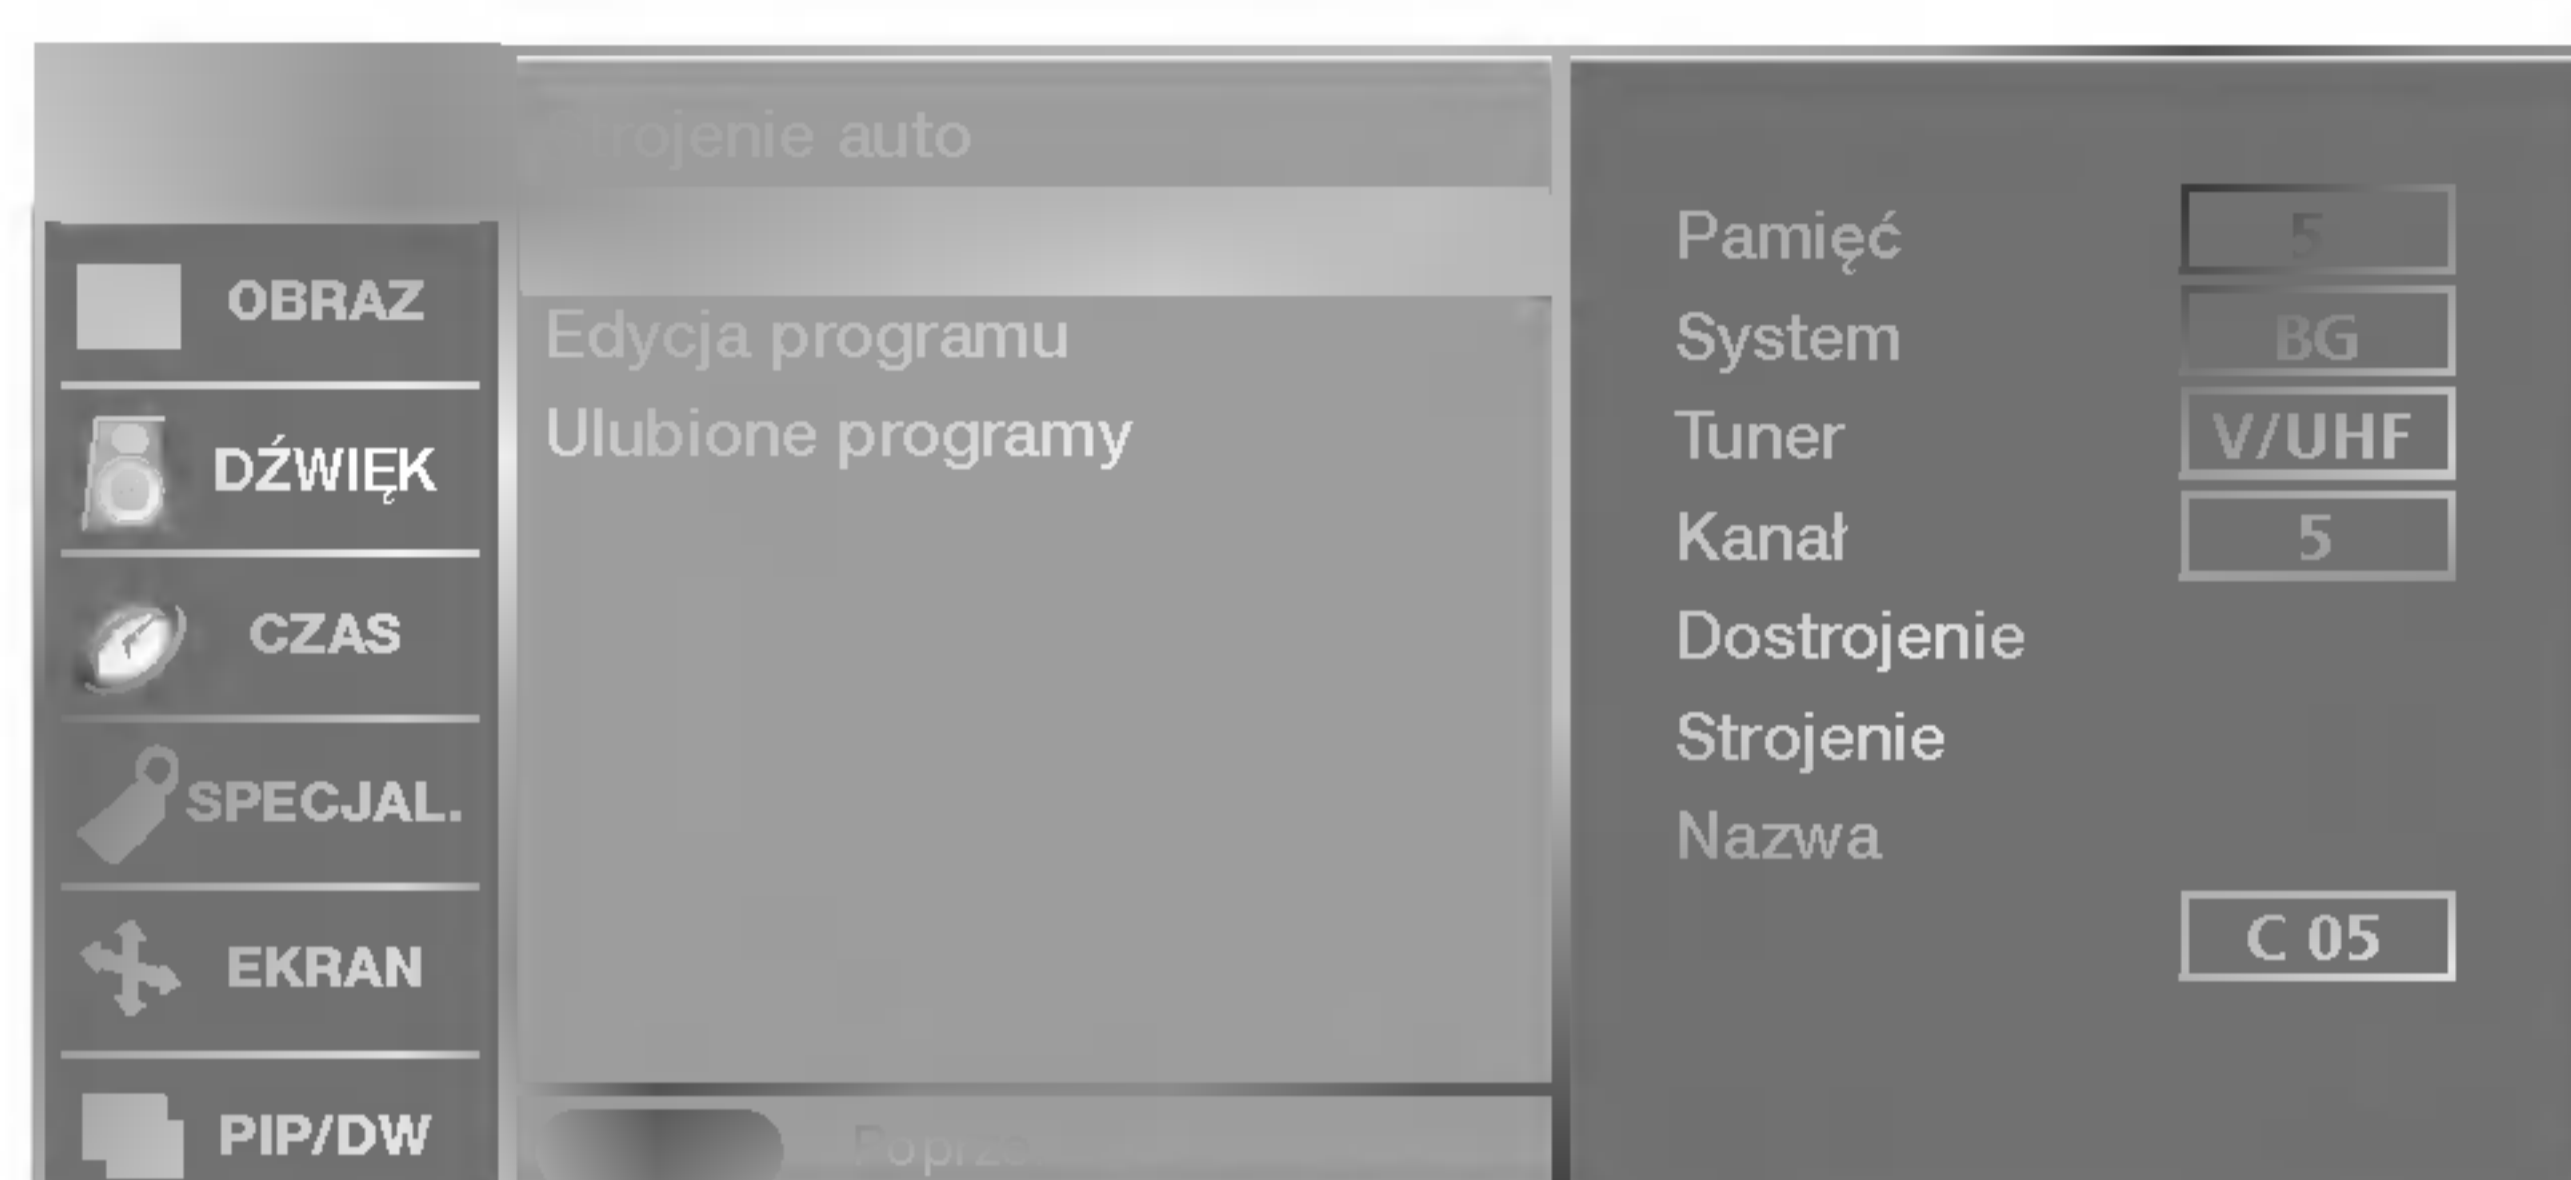 OBRAZ
DŹWIĘK
CZAS
SPECJAL.
EKRAN
PIP/DW
Strojenie auto
Edycja programu
Ulubione programy
Pamięć 5
System BG
Tuner V/UHF
Kanał 5
Dostrojenie
Strojenie
Nazwa
C 05